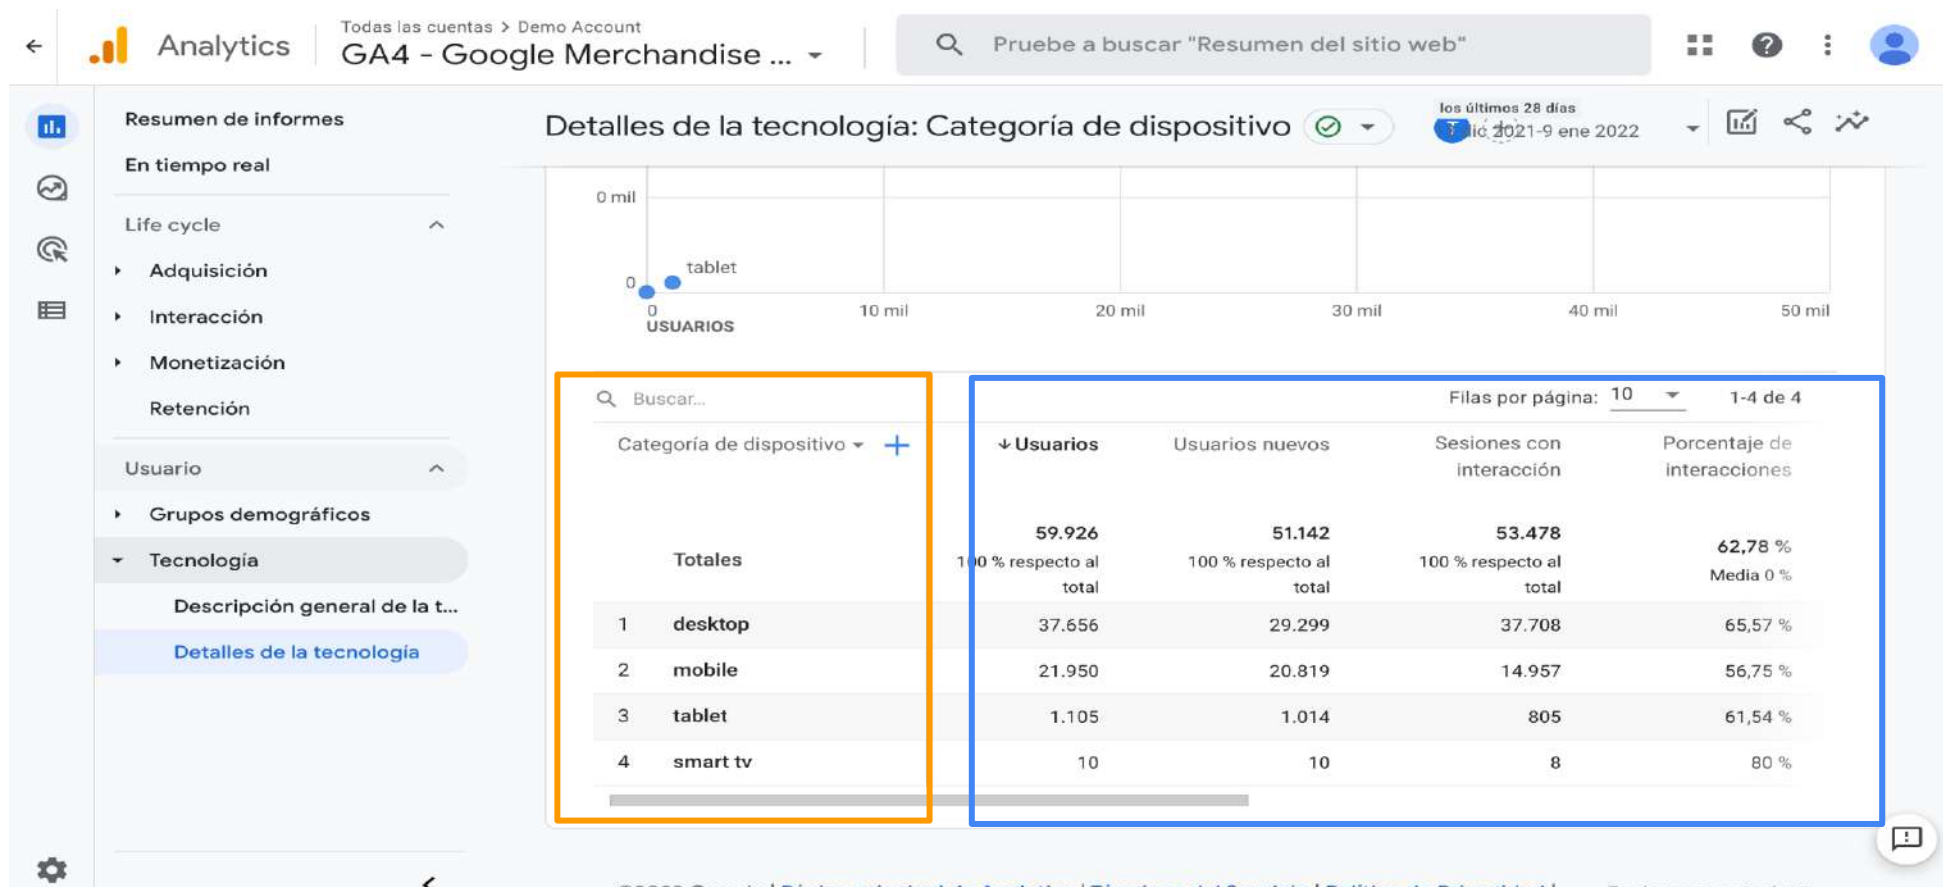 Todas las cuentas > Demo Account
Analytics
GA4 - Google Merchandise ...
Pruebe a buscar "Resumen del sitio web"
Resumen de informes
En tiempo real
Life cycle
Adquisición
Interacción
Monetización
Retención
Usuario
Grupos demográficos
Tecnología
Descripción general de la t...
Detalles de la tecnología
Detalles de la tecnología: Categoría de dispositivo
los últimos 28 días
dic 2021-9 ene 2022
0 mil
tablet
0
0 10 mil 20 mil 30 mil 40 mil 50 mil
USUARIOS
Buscar...
Filas por página: 10 1-4 de 4
Categoría de dispositivo + Usuarios Usuarios nuevos Sesiones con interacción Porcentaje de interacciones
Totales
59.926 51.142 53.478 62,78 %
100 % respecto al total 100 % respecto al total 100 % respecto al total Media 0 %
1 desktop 37.656 29.299 37.708 65,57 %
2 mobile 21.950 20.819 14.957 56,75 %
3 tablet 1.105 1.014 805 61,54 %
4 smart tv 10 10 8 80 %